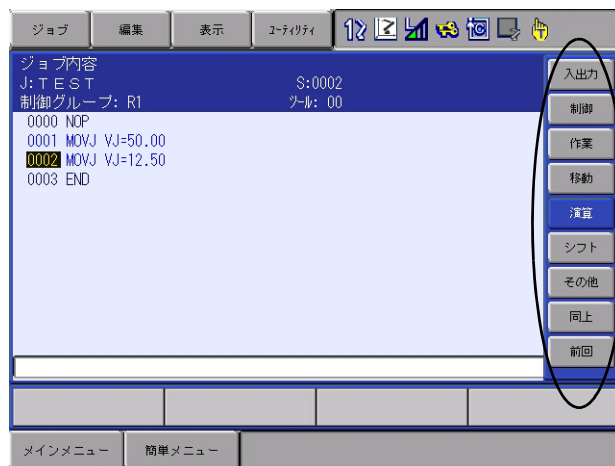 ジョブ 編集 表示 ﾕｰﾃｨﾘﾃｨ
ジョブ内容
J:ＴＥＳＴ S:0002
制御グループ: R1 ﾂｰﾙ: 00
0000 NOP
0001 MOVJ VJ=50.00
0002 MOVJ VJ=12.50
0003 END
入出力
制御
作業
移動
演算
シフト
その他
同上
前回
メインメニュー 簡単メニュー